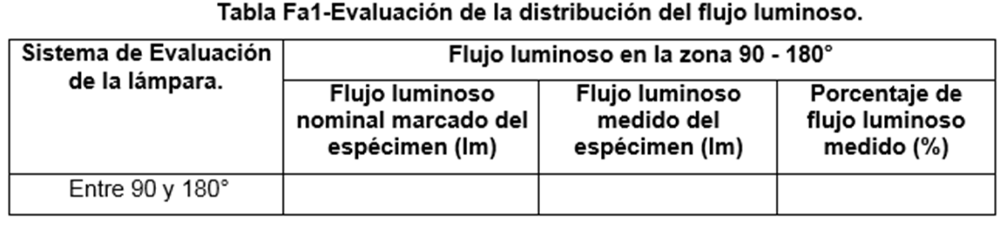 Tabla Fa1-Evaluación de la distribución del flujo luminoso.
Sistema de Evaluación
de la lámpara.
Flujo luminoso en la zona 90 - 180°
Flujo luminoso
nominal marcado del
espécimen (lm)
Flujo luminoso
medido del
espécimen (lm)
Porcentaje de
flujo luminoso
medido (%)
Entre 90 y 180°